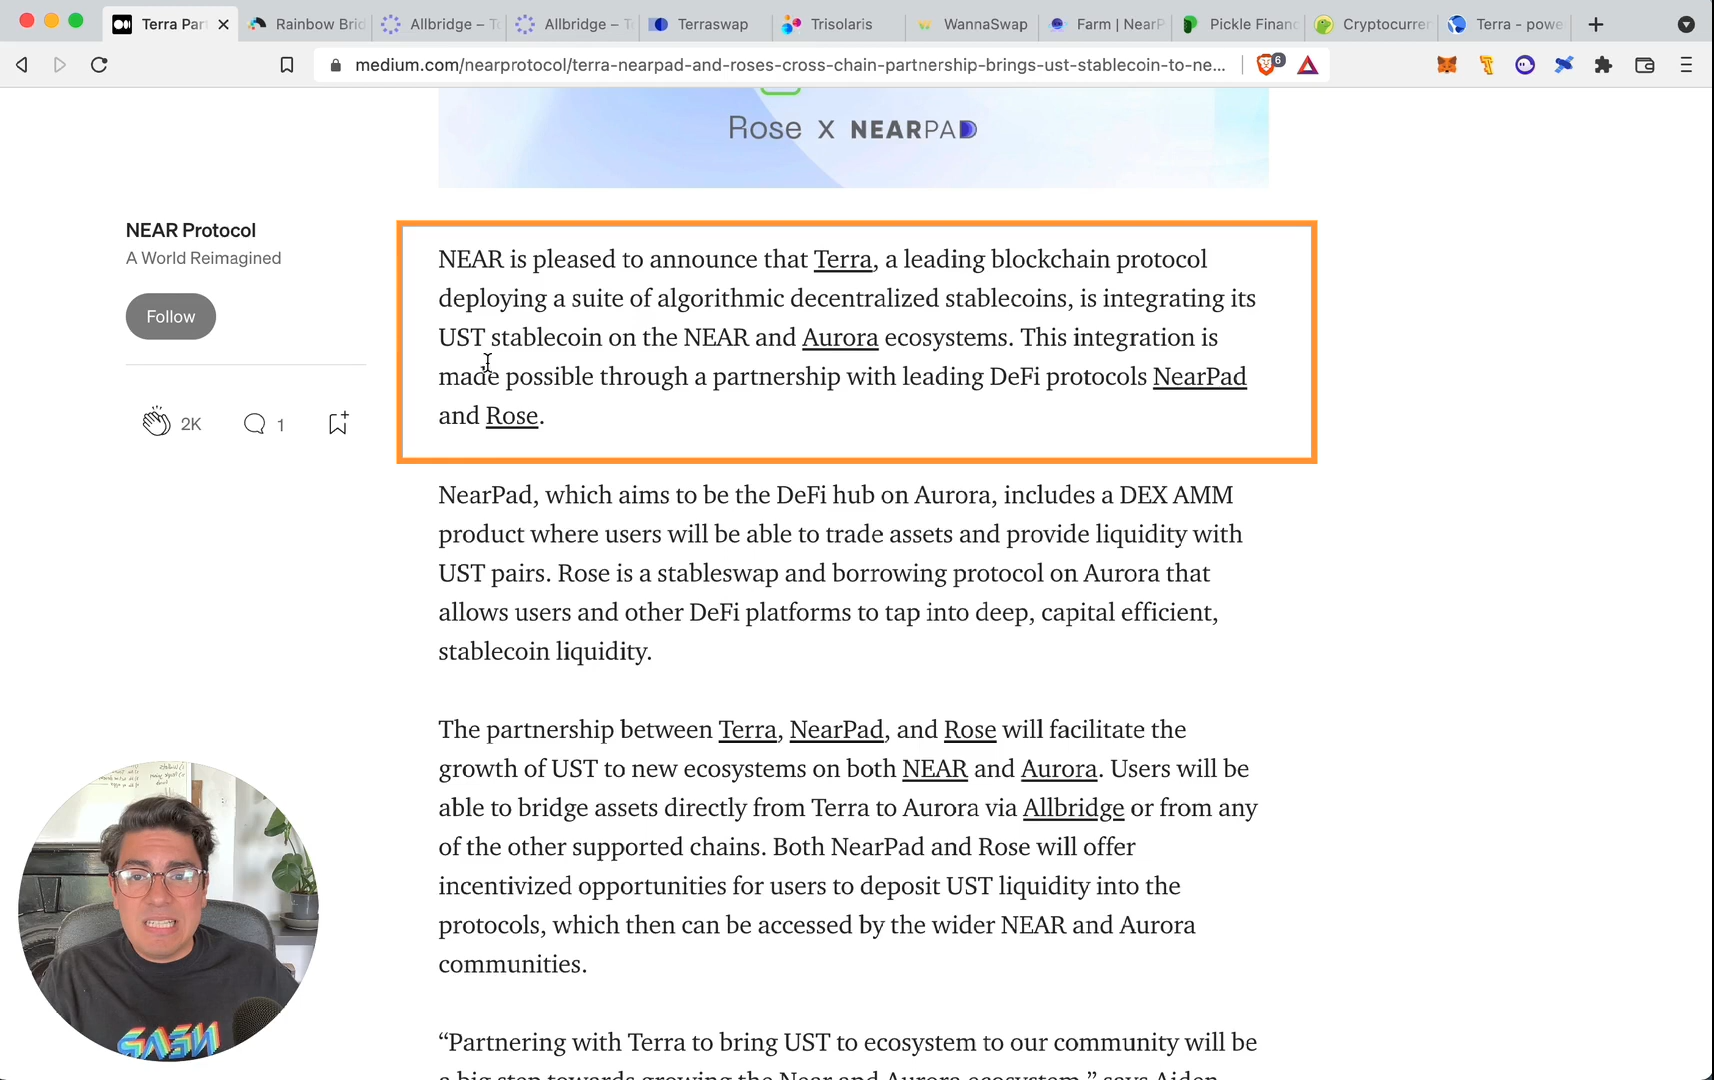 Terra Par
Rainbow Brid
Allbridge – To
Allbridge – Te
Terraswap
Trisolaris
WannaSwap
Farm | NearP
Pickle Financ
Cryptocurren
Terra - powe
medium.com/nearprotocol/terra-nearpad-and-roses-cross-chain-partnership-brings-ust-stablecoin-to-ne...
6
Rose X NEARPAD
NEAR Protocol
A World Reimagined
Follow
2K
1
NEAR is pleased to announce that Terra, a leading blockchain protocol
deploying a suite of algorithmic decentralized stablecoins, is integrating its
UST stablecoin on the NEAR and Aurora ecosystems. This integration is
made possible through a partnership with leading DeFi protocols NearPad
and Rose.
NearPad, which aims to be the DeFi hub on Aurora, includes a DEX AMM
product where users will be able to trade assets and provide liquidity with
UST pairs. Rose is a stableswap and borrowing protocol on Aurora that
allows users and other DeFi platforms to tap into deep, capital efficient,
stablecoin liquidity.
The partnership between Terra, NearPad, and Rose will facilitate the
growth of UST to new ecosystems on both NEAR and Aurora. Users will be
able to bridge assets directly from Terra to Aurora via Allbridge or from any
of the other supported chains. Both NearPad and Rose will offer
incentivized opportunities for users to deposit UST liquidity into the
protocols, which then can be accessed by the wider NEAR and Aurora
communities.
“Partnering with Terra to bring UST to ecosystem to our community will be
a big step towards growing the Near and Aurora ecosystem,” says Aiden